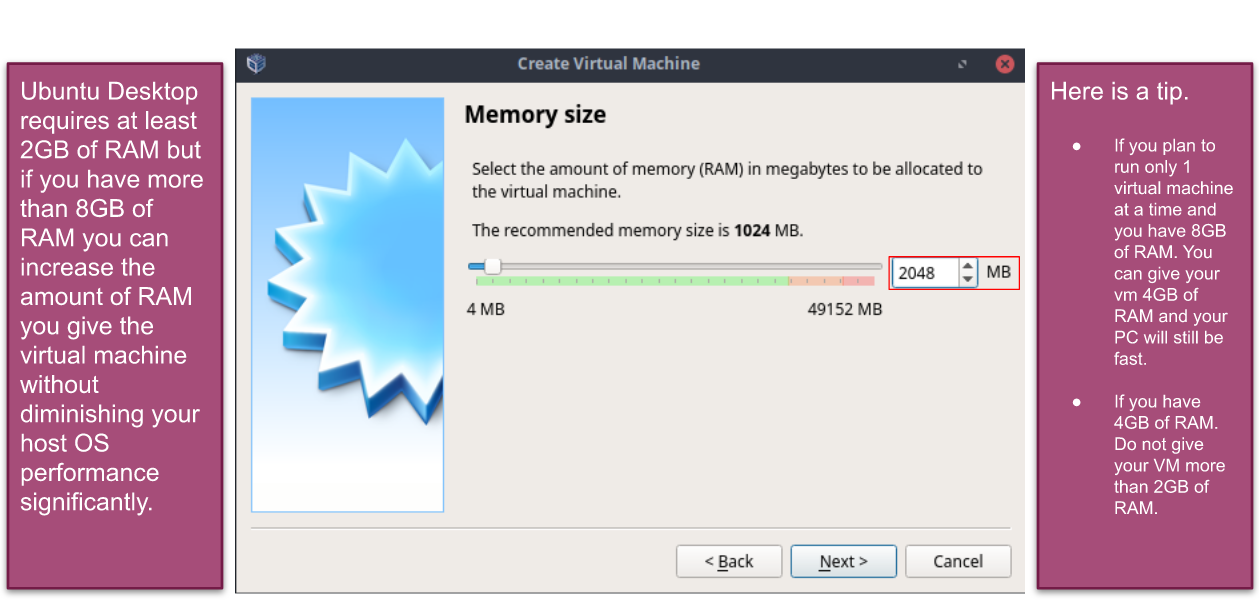 Ubuntu Desktop
requires at least
2GB of RAM but
if you have more
than 8GB of
RAM you can
increase the
amount of RAM
you give the
virtual machine
without
diminishing your
host OS
performance
significantly.
Create Virtual Machine
Memory size
Select the amount of memory (RAM) in megabytes to be allocated to
the virtual machine.
The recommended memory size is 1024 MB.
2048 MB
4 MB 49152 MB
< Back Next > Cancel
Here is a tip.
● If you plan to
run only 1
virtual machine
at a time and
you have 8GB
of RAM. You
can give your
vm 4GB of
RAM and your
PC will still be
fast.
● If you have
4GB of RAM.
Do not give
your VM more
than 2GB of
RAM.